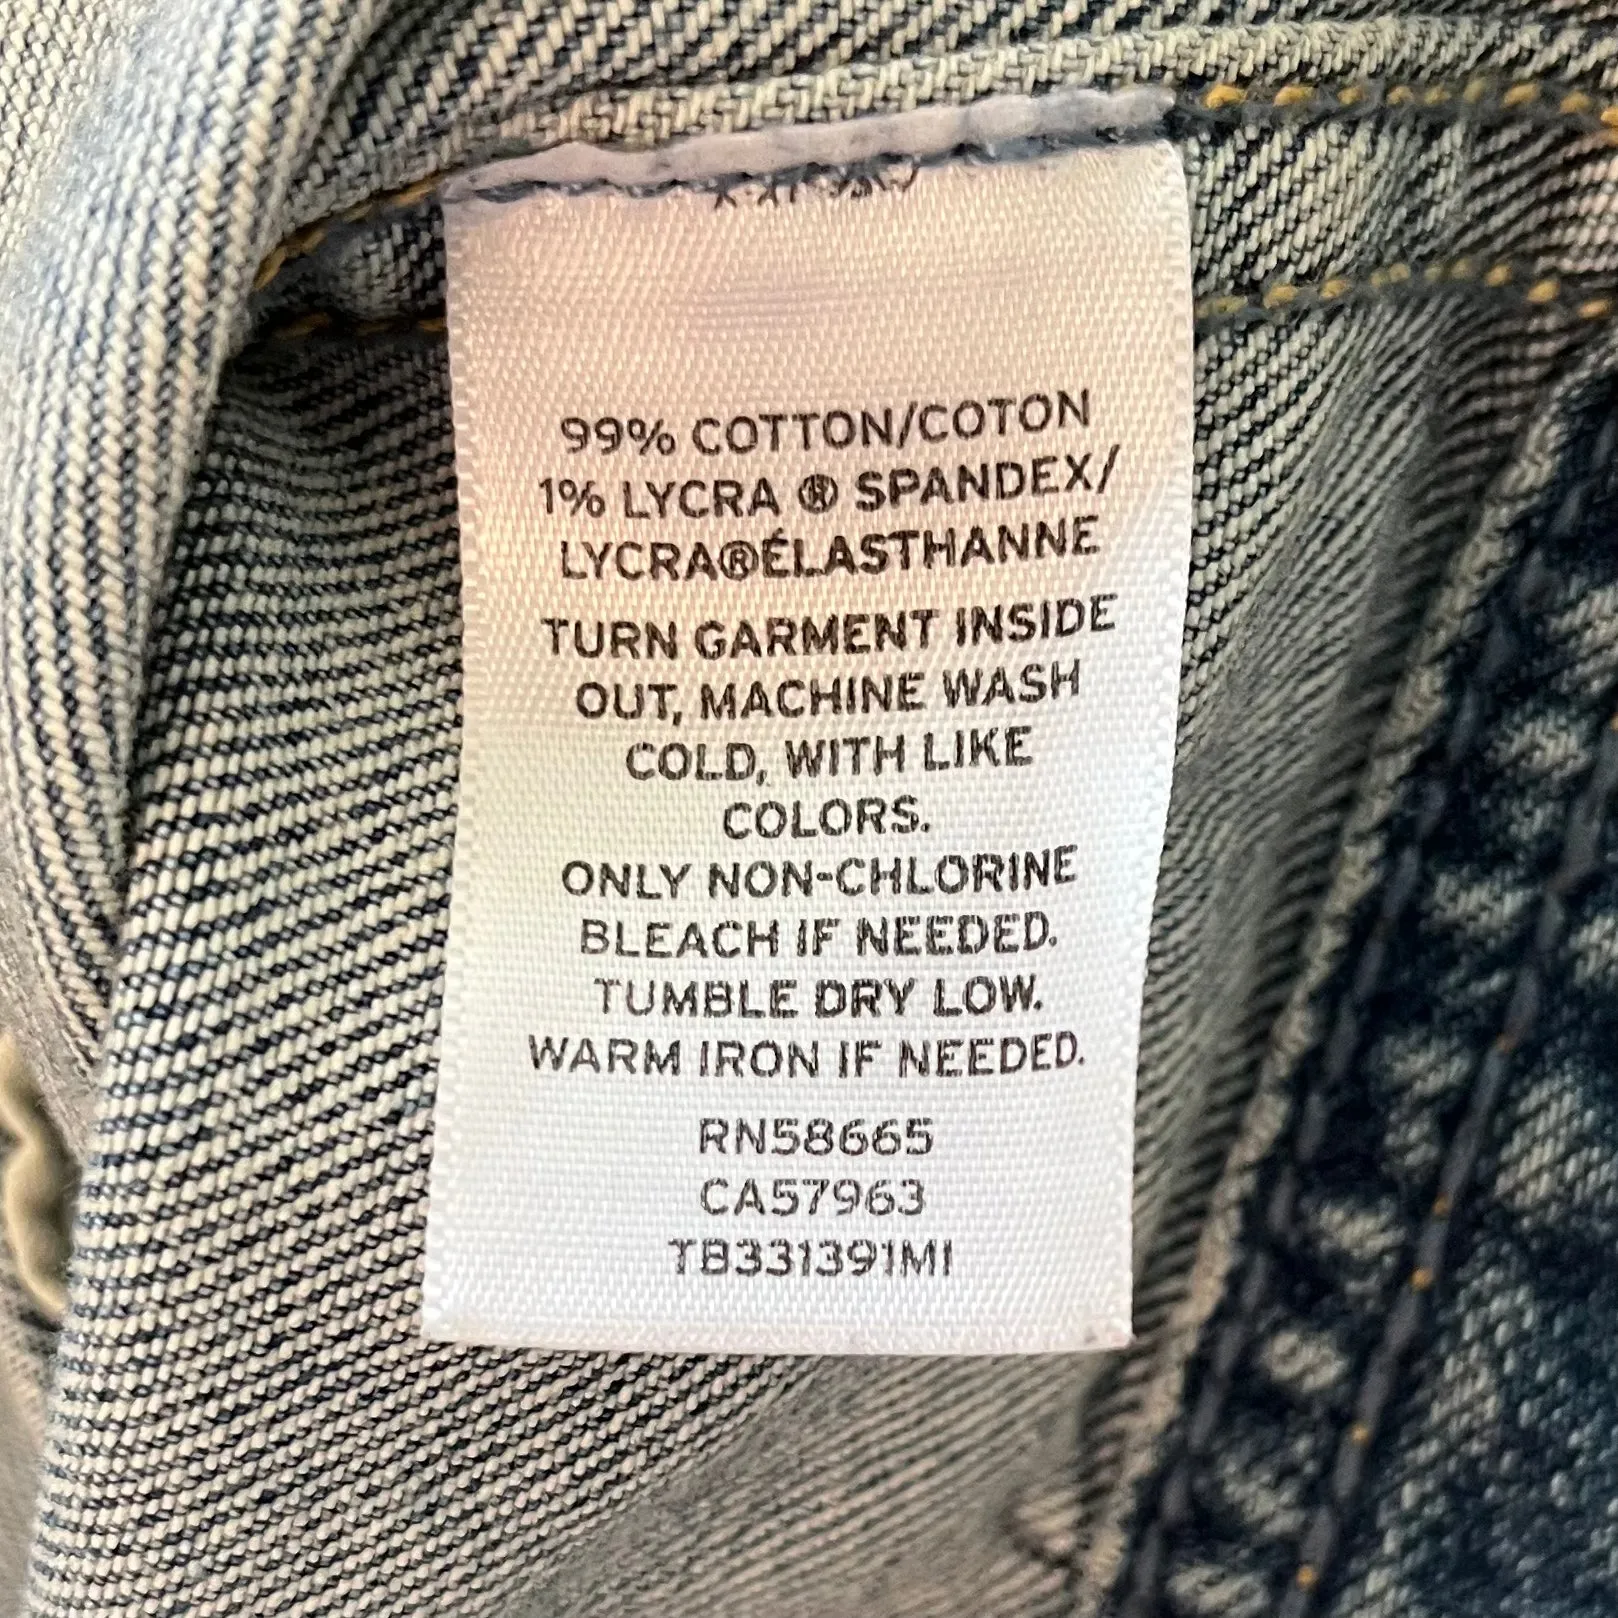 99% COTTON/COTON
1% LYCRA ® SPANDEX/
LYCRA®ÉLASTHANNE
TURN GARMENT INSIDE
OUT, MACHINE WASH
COLD, WITH LIKE
COLORS.
ONLY NON-CHLORINE
BLEACH IF NEEDED.
TUMBLE DRY LOW.
WARM IRON IF NEEDED.
RN58665
CA57963
TB331391MI